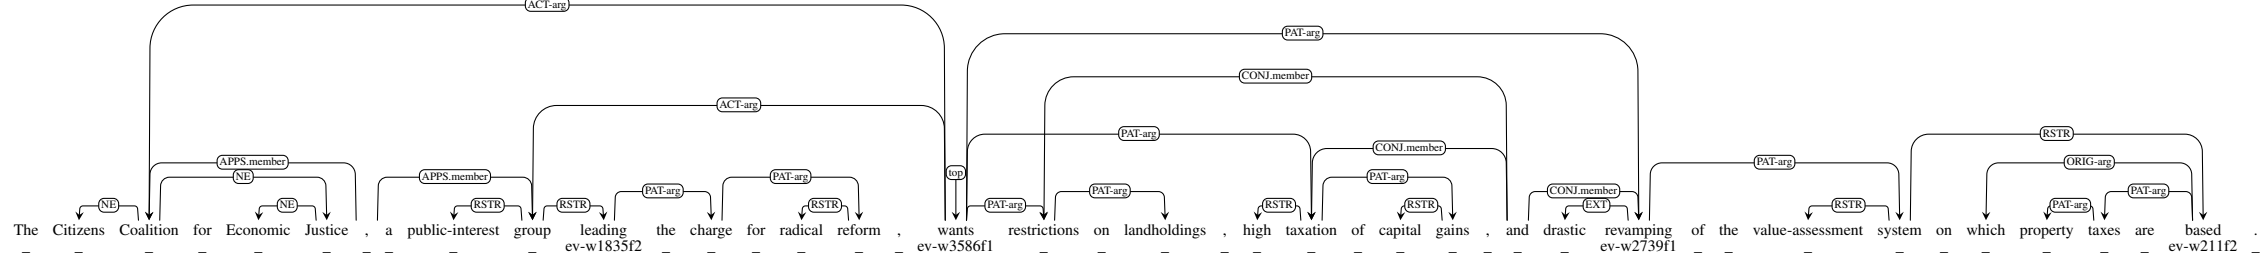 ACT-arg
PAT-arg
CONJ.member
ACT-arg
PAT-arg RSTR
CONJ.member
APPS.member PAT-arg ORIG-arg
NE APPS.member PAT-arg top PAT-arg
PAT-arg PAT-arg CONJ.member PAT-arg
NE NE RSTR RSTR RSTR PAT-arg RSTR RSTR EXT RSTR PAT-arg
The Citizens Coalition for Economic Justice , a public-interest group leading the charge for radical reform , wants restrictions on landholdings , high taxation of capital gains , and drastic revamping of the value-assessment system on which property taxes are based .
ev-w1835f2 ev-w3586f1 ev-w2739f1 ev-w211f2
_ _ _ _ _ _ _ _ _ _ _ _ _ _ _ _ _ _ _ _ _ _ _ _ _ _ _ _ _ _ _ _ _ _ _ _ _ _